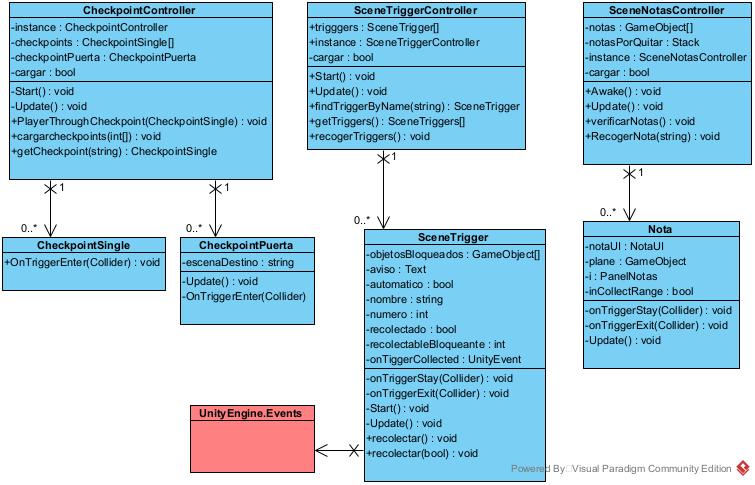 CheckpointController
-instance : CheckpointController
-checkpoints : CheckpointSingle[]
-checkpointPuerta : CheckpointPuerta
-cargar : bool
-Start() : void
-Update() : void
+PlayerThroughCheckpoint(CheckpointSingle) : void
+cargarcheckpoints(int[]) : void
+getCheckpoint(string) : CheckpointSingle
1
1
0..*
0..*
CheckpointSingle
+OnTriggerEnter(Collider) : void
CheckpointPuerta
-escenaDestino : string
-Update() : void
-OnTriggerEnter(Collider)
SceneTriggerController
+trigggers : SceneTrigger[]
+instance : SceneTriggerController
-cargar : bool
+Start() : void
+Update() : void
+findTriggerByName(string) : SceneTrigger
+getTriggers() : SceneTriggers[]
+recogerTriggers() : void
1
0..*
SceneTrigger
-objetosBloqueados : GameObject[]
-aviso : Text
-automatico : bool
-nombre : string
-numero : int
-recolectado : bool
-recolectableBloqueante : int
-onTiggerCollected : UnityEvent
-onTriggerStay(Collider) : void
-onTriggerExit(Collider) : void
-Start() : void
-Update() : void
+recolectar() : void
+recolectar(bool) : void
UnityEngine.Events
SceneNotasController
-notas : GameObject[]
-notasPorQuitar : Stack
-instance : SceneNotasController
-cargar : bool
+Awake() : void
+Update() : void
+verificarNotas() : void
+RecogerNota(string) : void
1
0..*
Nota
-notaUI : NotaUI
-plane : GameObject
-i : PanelNotas
-inCollectRange : bool
-onTriggerStay(Collider) : void
-onTriggerExit(Collider) : void
-Update() : void
Powered By Visual Paradigm Community Edition